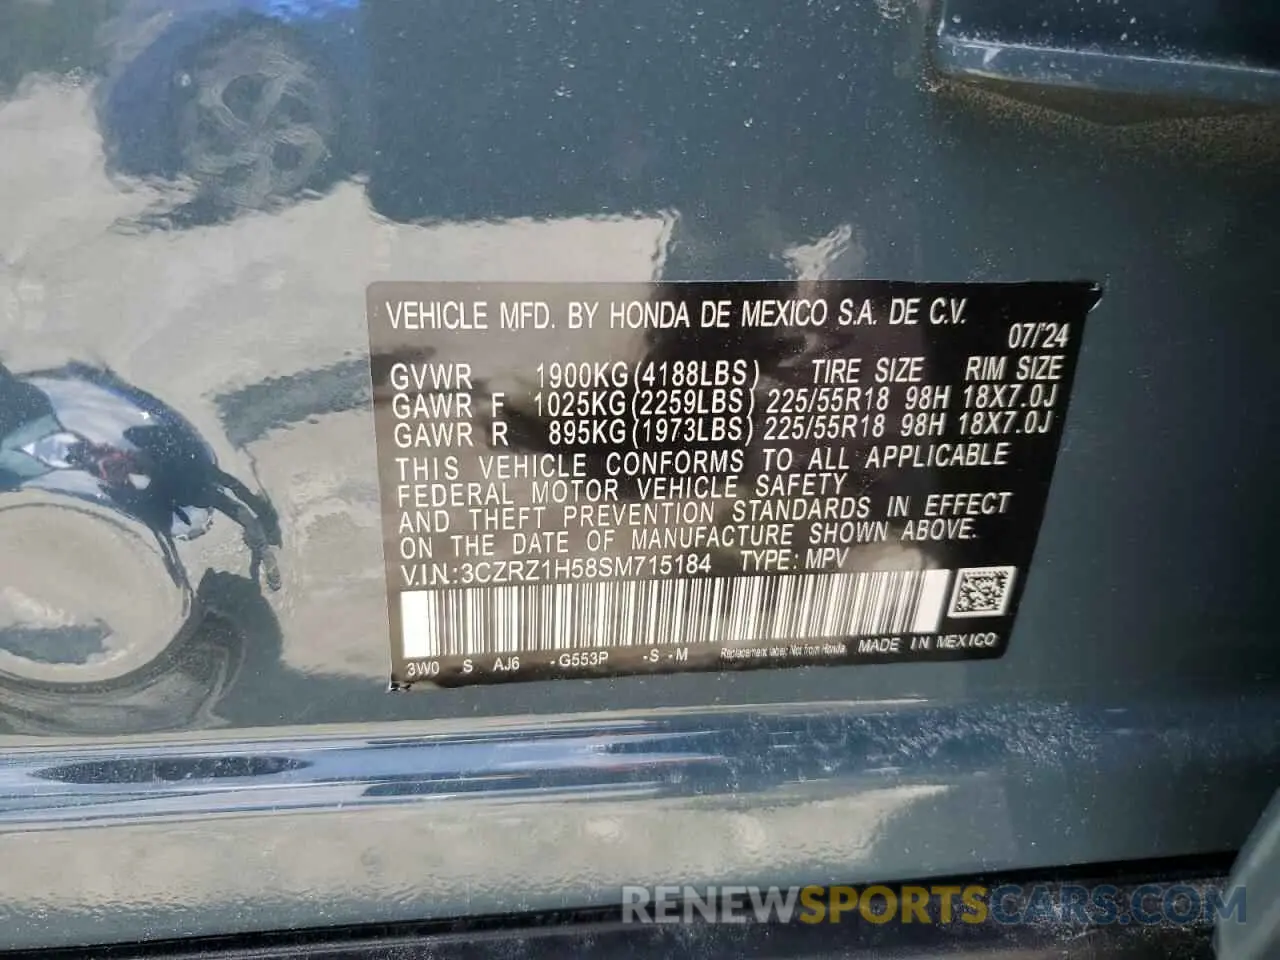 VEHICLE MFD. BY HONDA DE MEXICO S.A. DE C.V.
07/'24
GVWR 1900KG(4188LBS) TIRE SIZE RIM SIZE
GAWR F 1025KG(2259LBS) 225/55R18 98H 18X7.0J
GAWR R 895KG(1973LBS) 225/55R18 98H 18X7.0J
THIS VEHICLE CONFORMS TO ALL APPLICABLE
FEDERAL MOTOR VEHICLE SAFETY
AND THEFT PREVENTION STANDARDS IN EFFECT
ON THE DATE OF MANUFACTURE SHOWN ABOVE.
V.I.N.:3CZRZ1H58SM715184 TYPE: MPV
3W0 S AJ6 -G553P -S -M Replacement label: Not from Honda MADE IN MEXICO
RENEWSPORTSCARS.COM